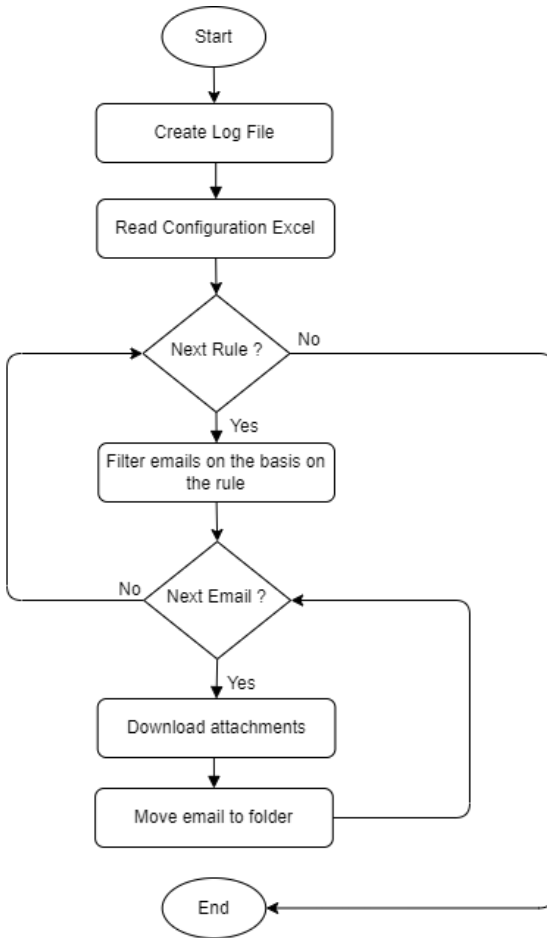 Start
Create Log File
Read Configuration Excel
Next Rule ?
No
Yes
Filter emails on the basis on
the rule
No
Next Email ?
Yes
Download attachments
Move email to folder
End